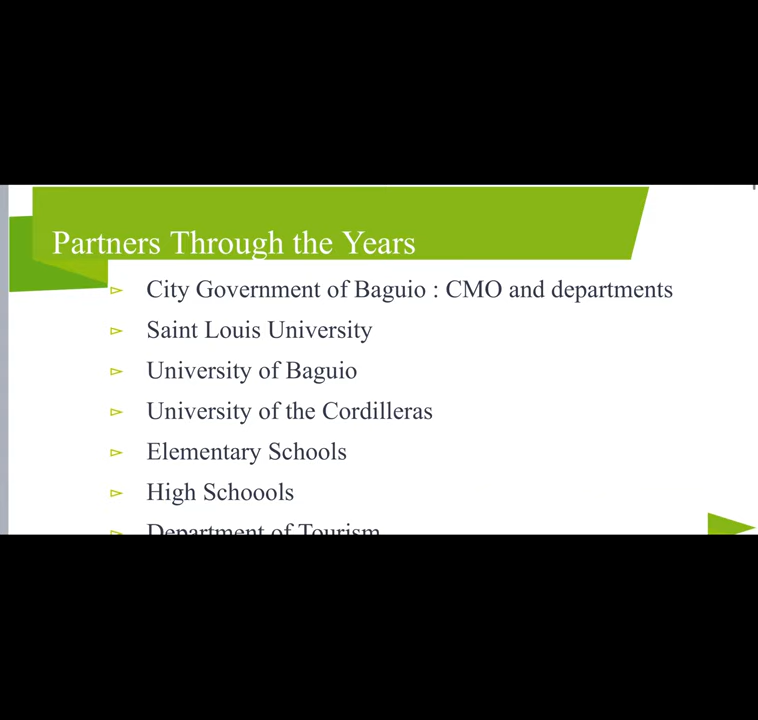 Partners Through the Years
City Government of Baguio : CMO and departments
Saint Louis University
University of Baguio
University of the Cordilleras
Elementary Schools
High Schoools
Department of Tourism